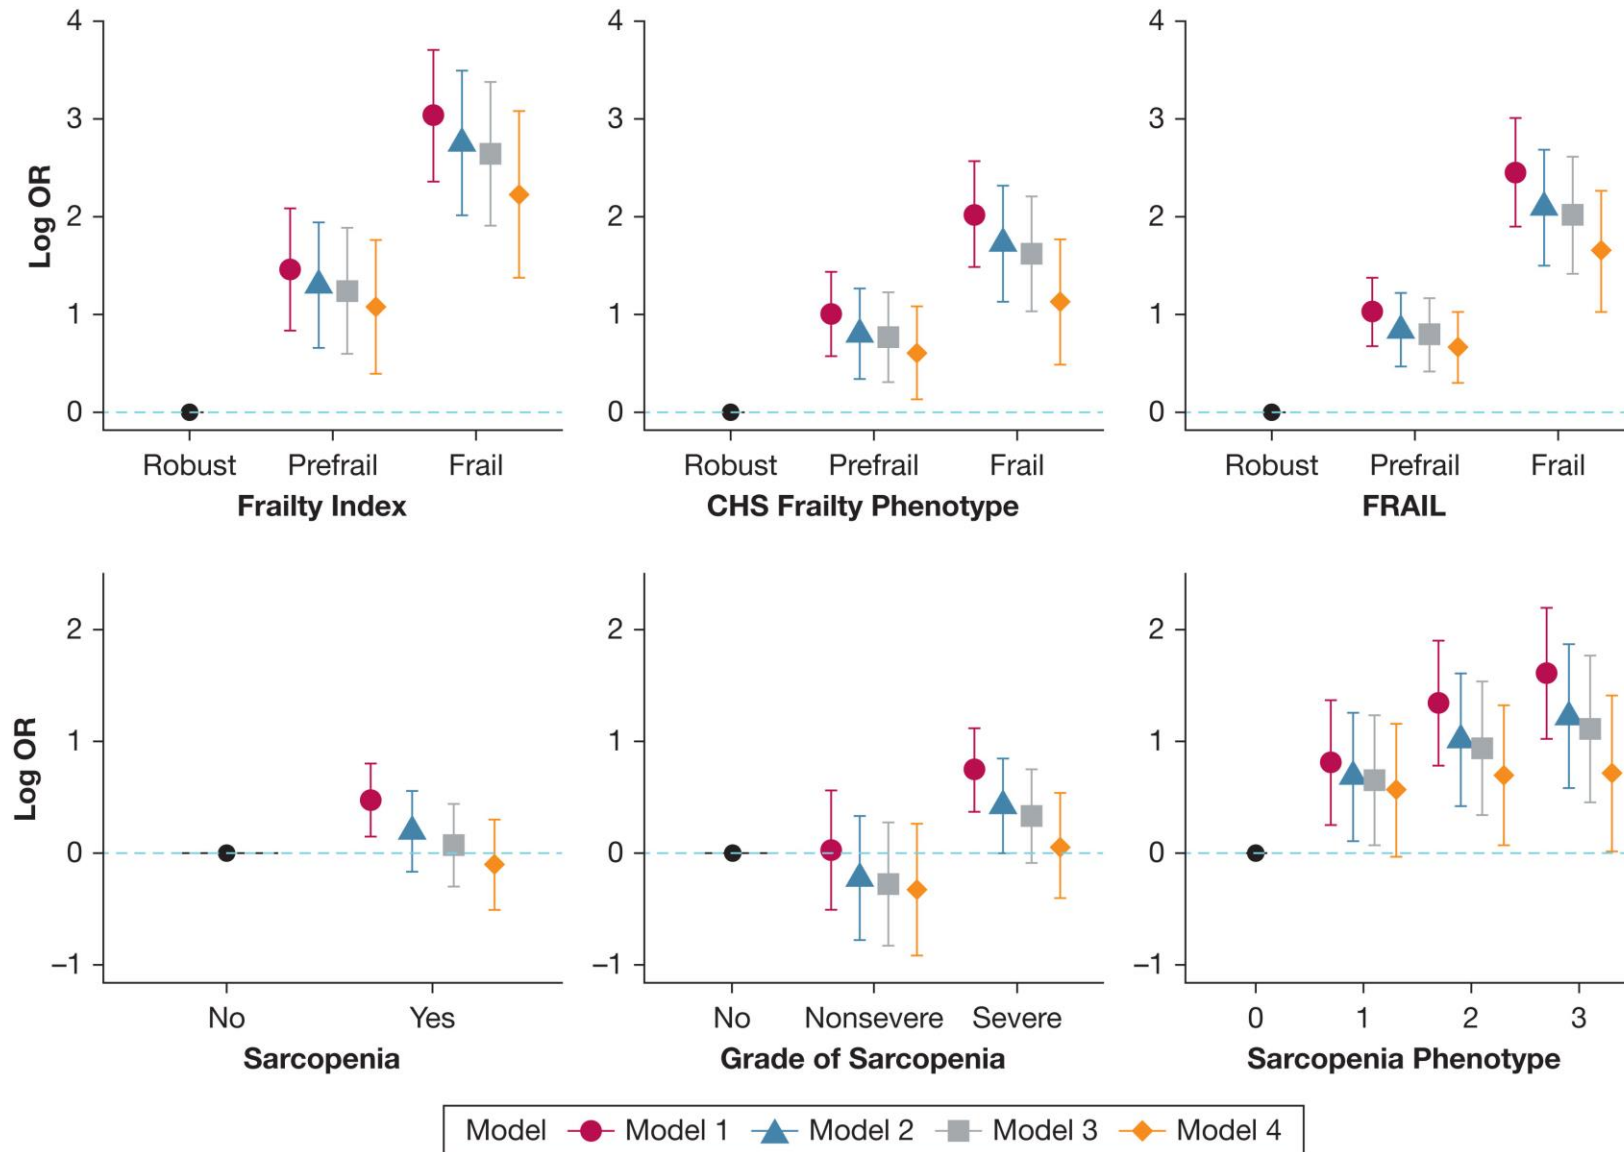 4 4 4
3 3 3
2 2 2
1 1 1
0 0 0
Log OR
Robust Prefrail Frail Robust Prefrail Frail Robust Prefrail Frail
Frailty Index CHS Frailty Phenotype FRAIL
2 2 2
1 1 1
0 0 0
−1 −1 −1
Log OR
No Yes No Nonsevere Severe 0 1 2 3
Sarcopenia Grade of Sarcopenia Sarcopenia Phenotype
Model Model 1 Model 2 Model 3 Model 4